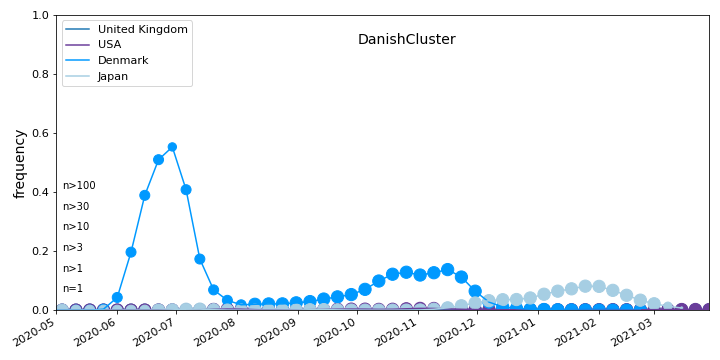 DanishCluster
United Kingdom
USA
Denmark
Japan
frequency
1.0
0.8
0.6
0.4
0.2
0.0
n>100
n>30
n>10
n>3
n>1
n=1
2020-05
2020-06
2020-07
2020-08
2020-09
2020-10
2020-11
2020-12
2021-01
2021-02
2021-03